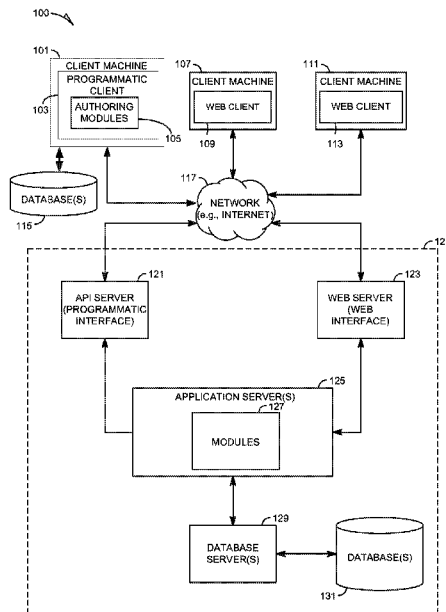 100
101
CLIENT MACHINE
PROGRAMMATIC
CLIENT
103
AUTHORING
MODULES
105
107
CLIENT MACHINE
WEB CLIENT
109
111
CLIENT MACHINE
WEB CLIENT
113
DATABASE(S)
115
117
NETWORK
(e.g., INTERNET)
12
121
API SERVER
(PROGRAMMATIC
INTERFACE)
123
WEB SERVER
(WEB
INTERFACE)
125
APPLICATION SERVER(S)
127
MODULES
129
DATABASE
SERVER(S)
DATABASE(S)
131